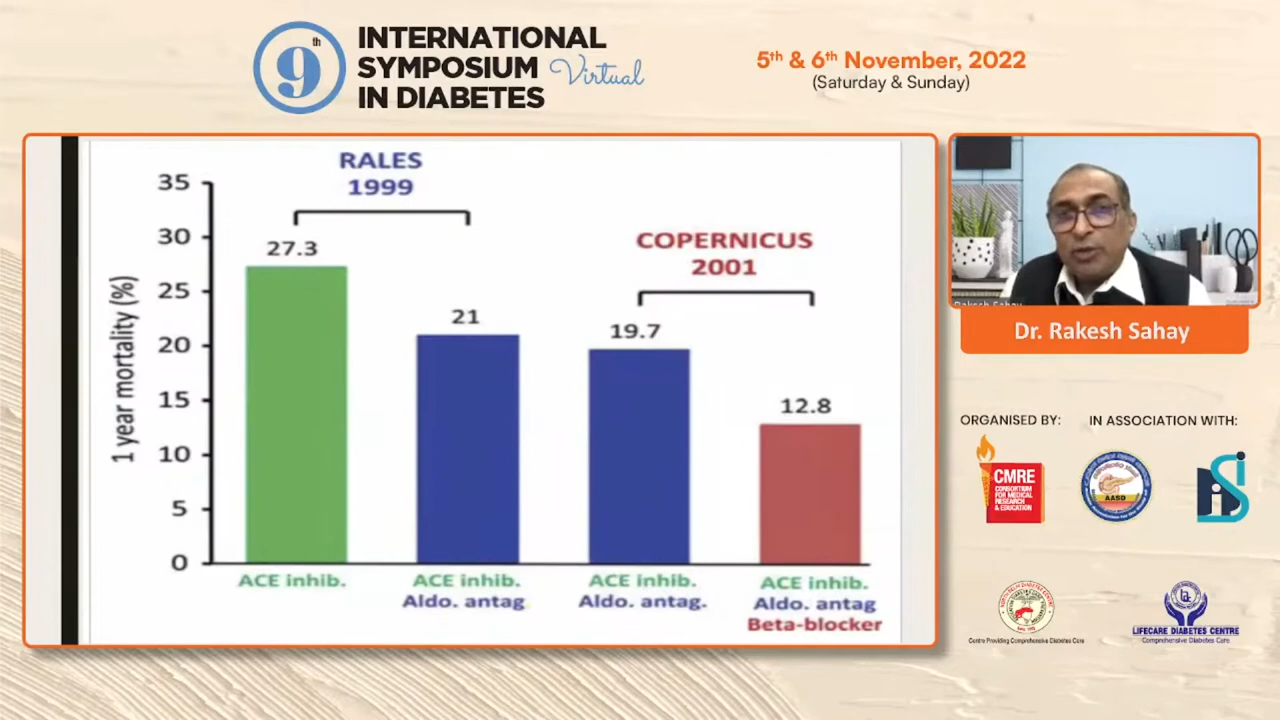 9th
INTERNATIONAL
SYMPOSIUM Virtual
IN DIABETES
5th & 6th November, 2022
(Saturday & Sunday)
RALES
1999
COPERNICUS
2001
1 year mortality (%)
35
30
25
20
15
10
5
0
27.3
21
19.7
12.8
ACE inhib.
ACE inhib.
Aldo. antag.
ACE inhib.
Aldo. antag.
ACE inhib.
Aldo. antag
Beta-blocker
Rakesh Sahay
Dr. Rakesh Sahay
ORGANISED BY:
IN ASSOCIATION WITH:
CMRE
CONSORTIUM
FOR MEDICAL
RESEARCH
& EDUCATION
AASD
Centre Providing Comprehensive Diabetes Care
LIFECARE DIABETES CENTRE
Comprehensive Diabetes Care